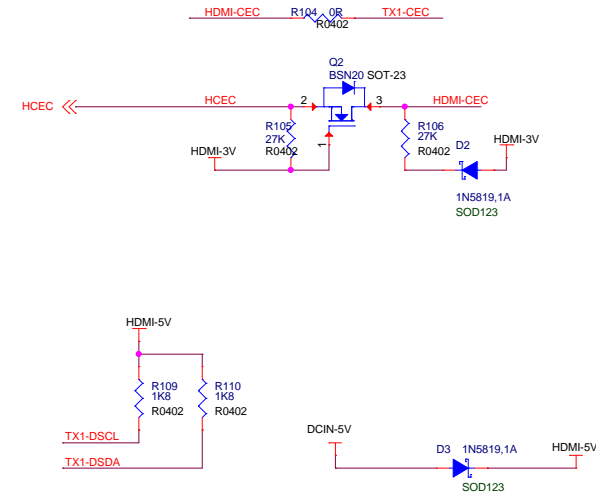 HDMI-CEC R104 0R TX1-CEC
R0402
Q2
BSN20 SOT-23
HCEC HCEC 2 3 HDMI-CEC
R105 R106
27K 27K D2 HDMI-3V
HDMI-3V R0402 1 R0402
1N5819,1A
SOD123
HDMI-5V
R109 R110
1K8 1K8
R0402 R0402
DCIN-5V
TX1-DSCL
D3 1N5819,1A HDMI-5V
TX1-DSDA
SOD123